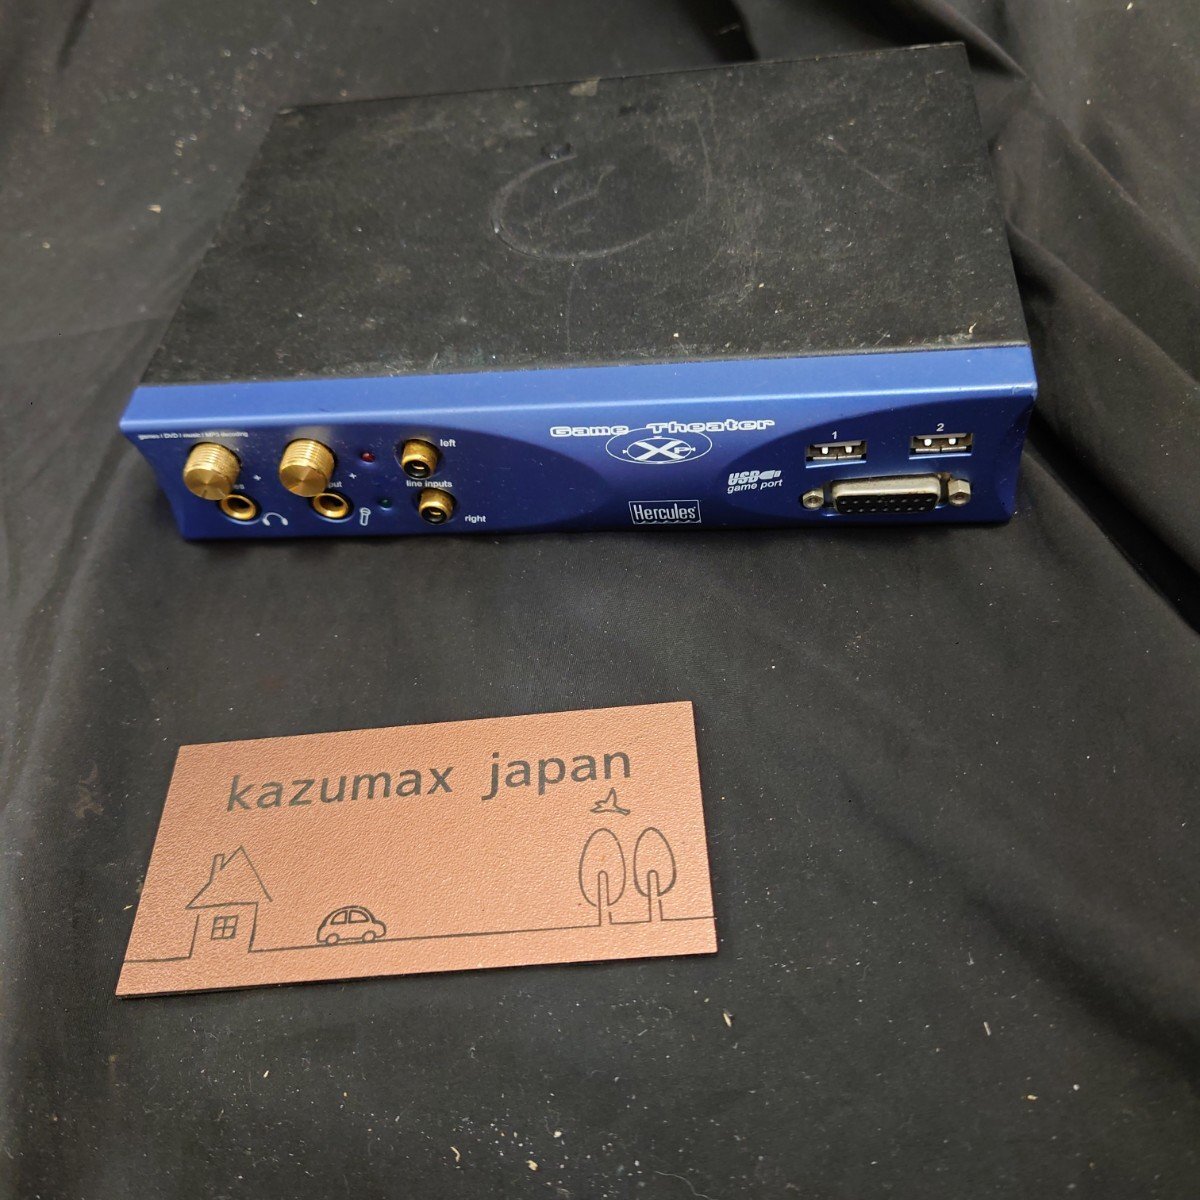 games / DVD / music / MP3 decoding
Game Theater
XP
left
line inputs
right
1
2
USB
game port
Hercules
kazumax japan